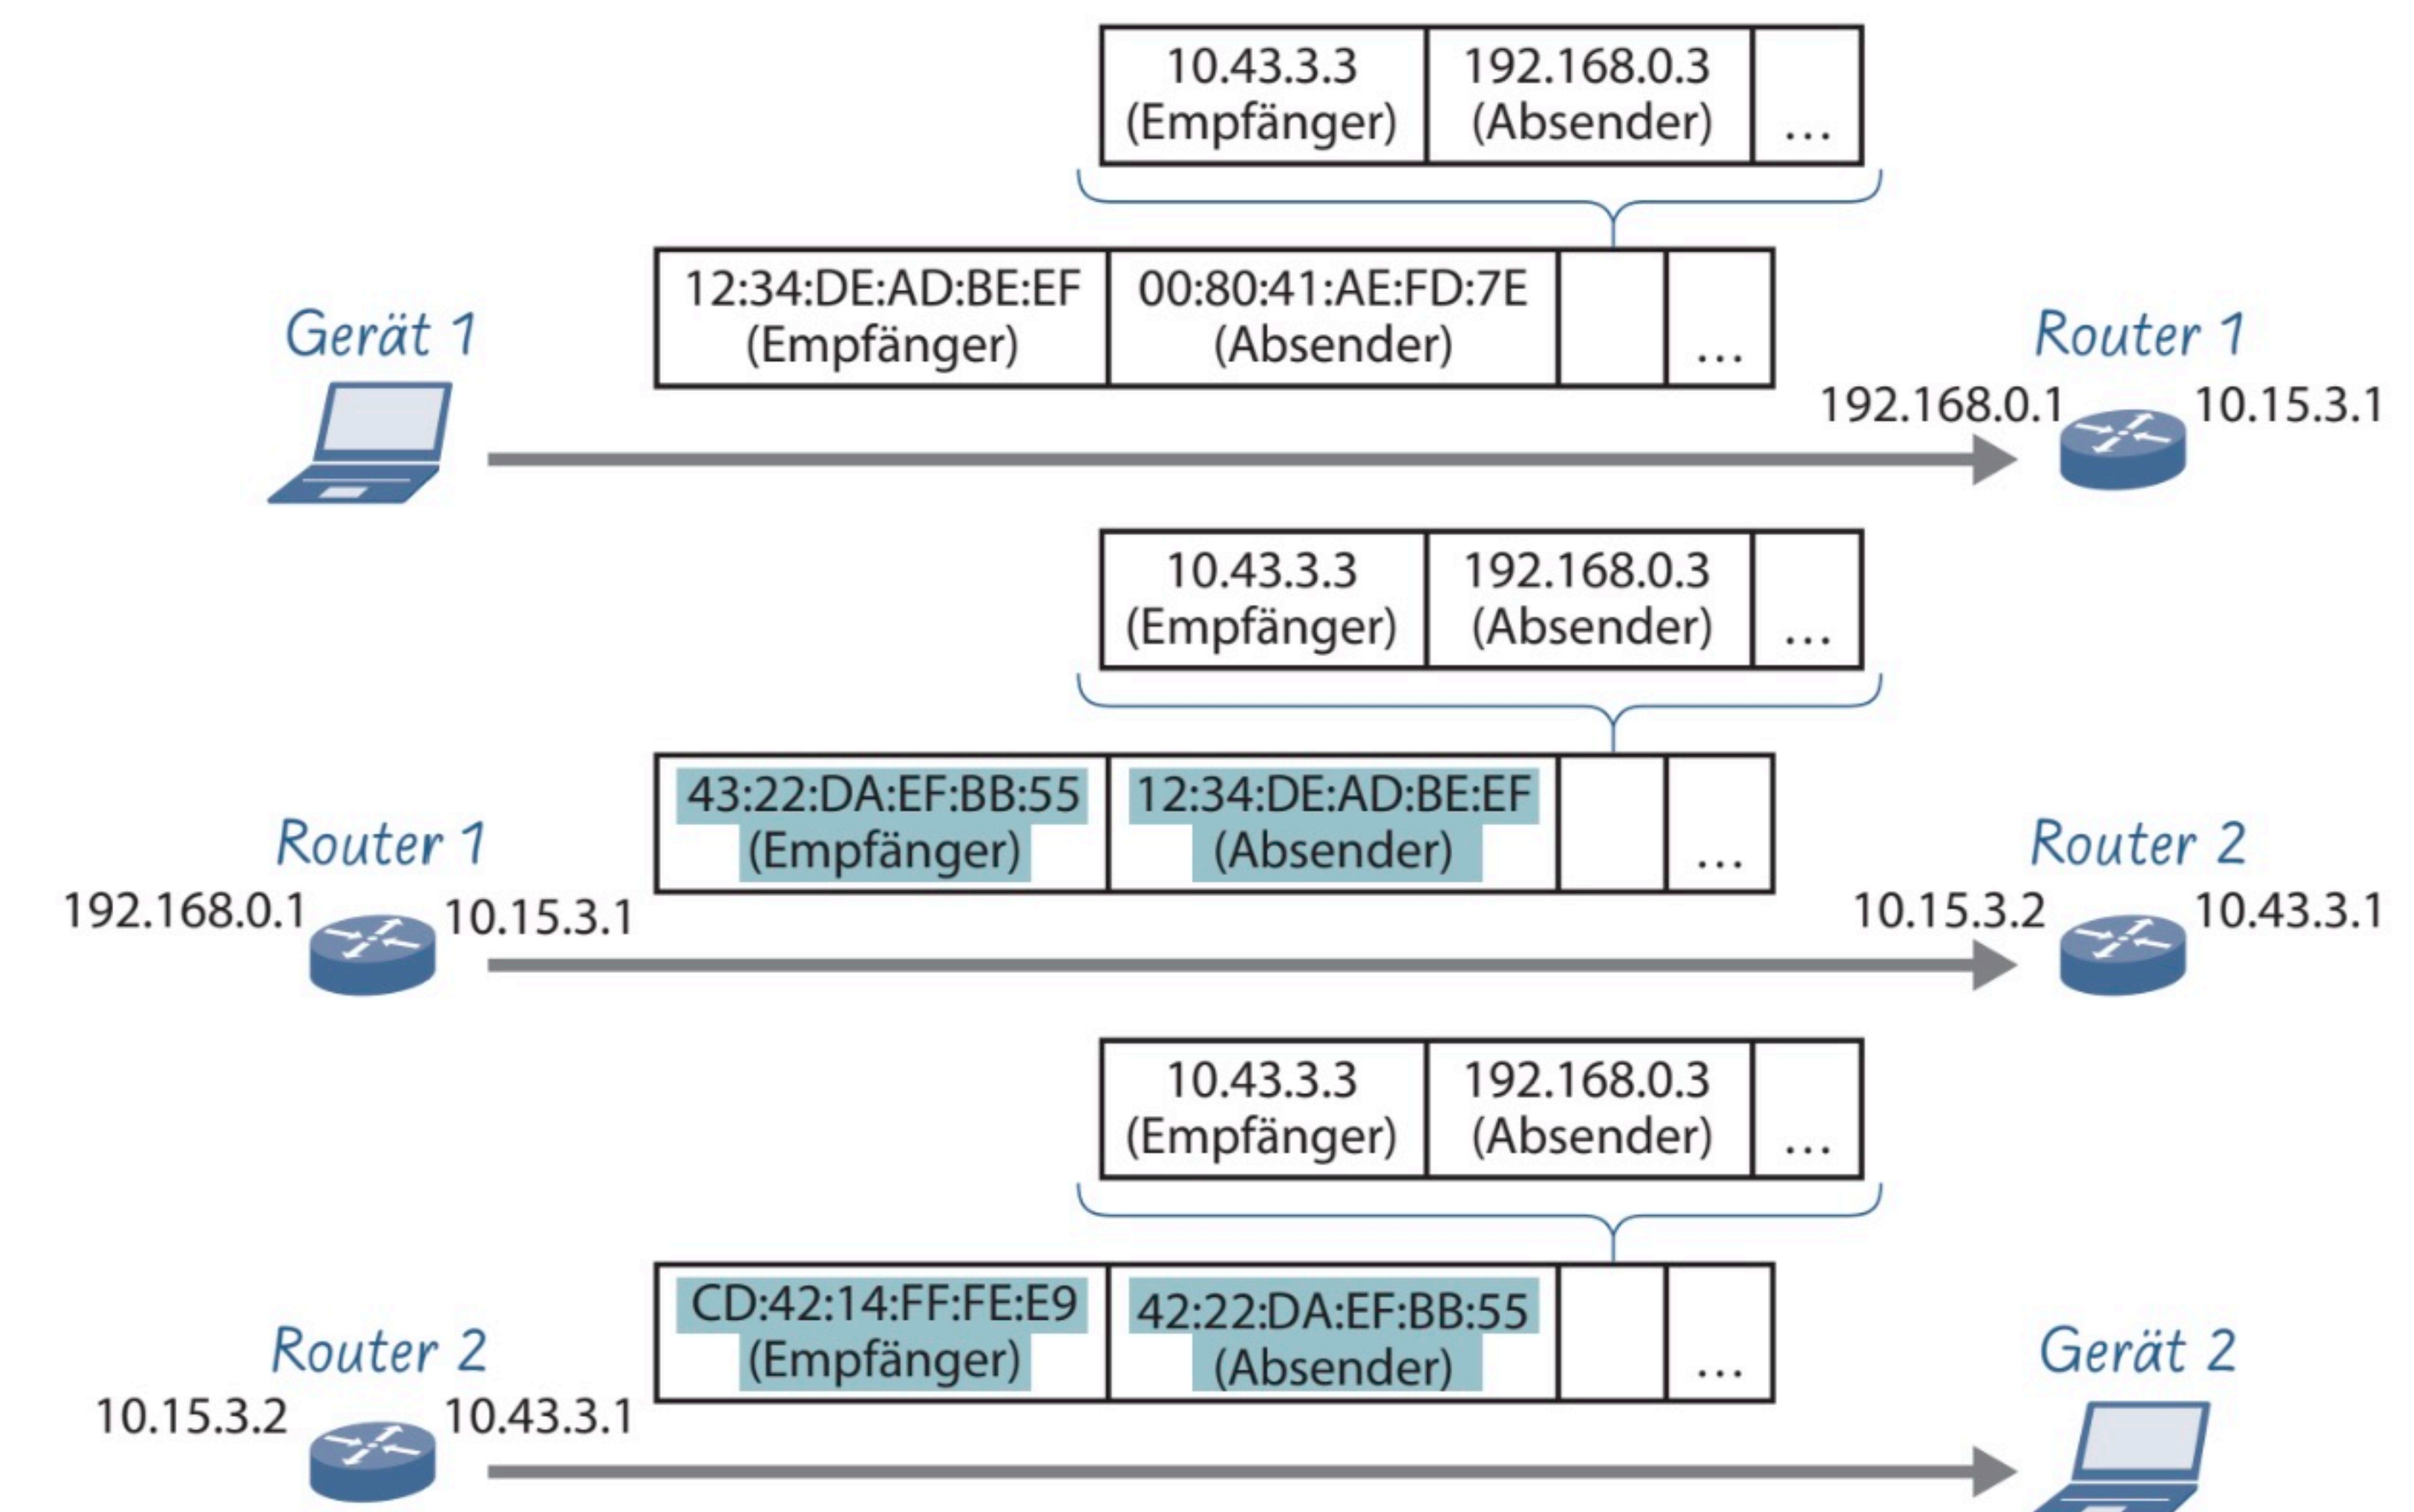 10.43.3.3 192.168.0.3
(Empfänger) (Absender) ...
12:34:DE:AD:BE:EF 00:80:41:AE:FD:7E
(Empfänger) (Absender) ...
Gerät 1
Router 1
192.168.0.1 10.15.3.1
10.43.3.3 192.168.0.3
(Empfänger) (Absender) ...
43:22:DA:EF:BB:55 12:34:DE:AD:BE:EF
(Empfänger) (Absender) ...
Router 1
192.168.0.1 10.15.3.1
Router 2
10.15.3.2 10.43.3.1
10.43.3.3 192.168.0.3
(Empfänger) (Absender) ...
CD:42:14:FF:FE:E9 42:22:DA:EF:BB:55
(Empfänger) (Absender) ...
Router 2
10.15.3.2 10.43.3.1
Gerät 2